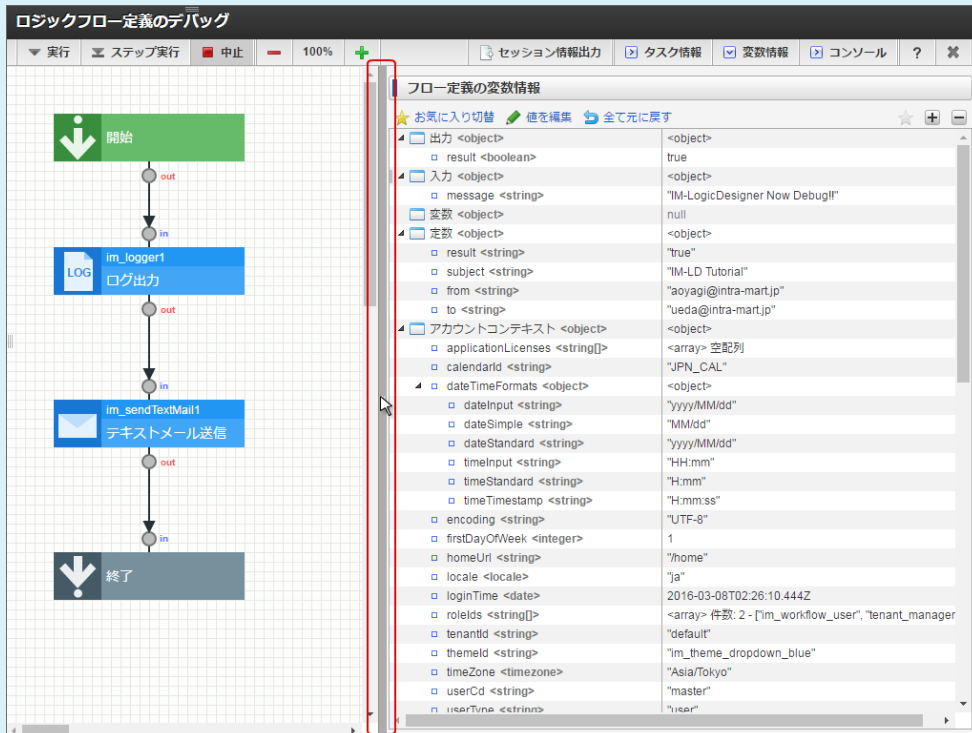 ロジックフロー定義のデバッグ
実行 ステップ実行 中止 100% セッション情報出力 タスク情報 変数情報 コンソール ?
開始
out
in
im_logger1
LOG
ログ出力
out
in
im_sendTextMail1
テキストメール送信
out
in
終了
フロー定義の変数情報
お気に入り切替 値を編集 全て元に戻す
出力 <object> <object>
result <boolean> true
入力 <object> <object>
message <string> "IM-LogicDesigner Now Debug!!"
変数 <object> null
定数 <object> <object>
result <string> "true"
subject <string> "IM-LD Tutorial"
from <string> "aoyagi@intra-mart.jp"
to <string> "ueda@intra-mart.jp"
アカウントコンテキスト <object> <object>
applicationLicenses <string[]> <array> 空配列
calendarId <string> "JPN_CAL"
dateTimeFormats <object> <object>
dateInput <string> "yyyy/MM/dd"
dateSimple <string> "MM/dd"
dateStandard <string> "yyyy/MM/dd"
timeInput <string> "HH:mm"
timeStandard <string> "H:mm"
timeTimestamp <string> "H:mm:ss"
encoding <string> "UTF-8"
firstDayOfWeek <integer> 1
homeUrl <string> "/home"
locale <locale> "ja"
loginTime <date> 2016-03-08T02:26:10.444Z
roleIds <string[]> <array> 件数: 2 - ["im_workflow_user", "tenant_manager
tenantId <string> "default"
themeId <string> "im_theme_dropdown_blue"
timeZone <timezone> "Asia/Tokyo"
userCd <string> "master"
userType <string> "user"